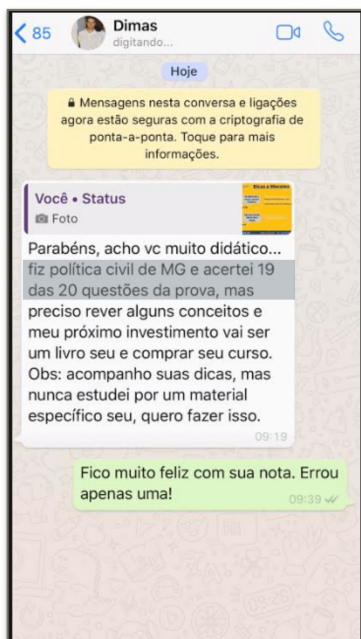 85
Dimas
digitando...
Hoje
Mensagens nesta conversa e ligações
agora estão seguras com a criptografia de
ponta-a-ponta. Toque para mais
informações.
Você • Status
Foto
Parabéns, acho vc muito didático...
fiz política civil de MG e acertei 19
das 20 questões da prova, mas
preciso rever alguns conceitos e
meu próximo investimento vai ser
um livro seu e comprar seu curso.
Obs: acompanho suas dicas, mas
nunca estudei por um material
específico seu, quero fazer isso.
09:19
Fico muito feliz com sua nota. Errou
apenas uma!
09:39